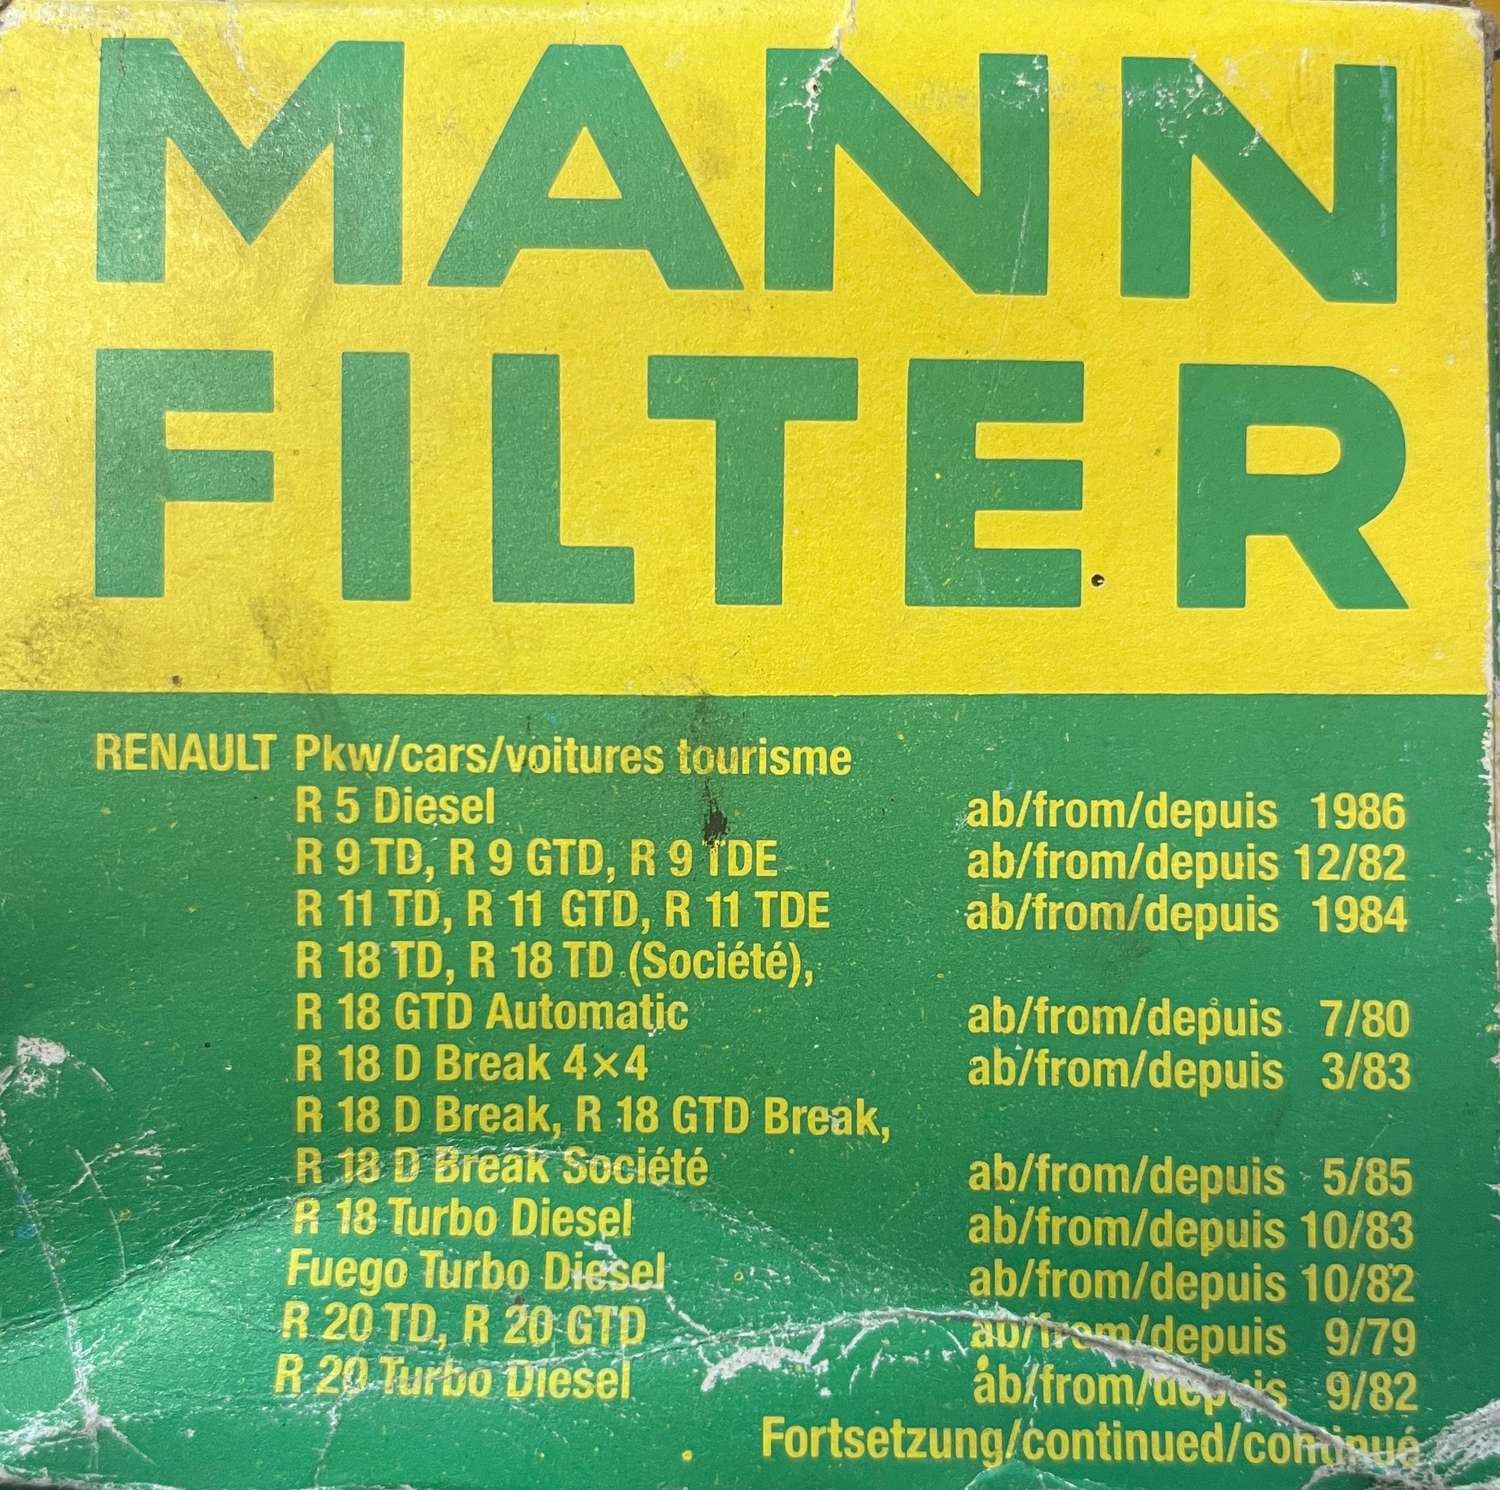 MANN
FILTER
RENAULT Pkw/cars/voitures tourisme
R 5 Diesel ab/from/depuis 1986
R 9 TD, R 9 GTD, R 9 TDE ab/from/depuis 12/82
R 11 TD, R 11 GTD, R 11 TDE ab/from/depuis 1984
R 18 TD, R 18 TD (Société),
R 18 GTD Automatic ab/from/depuis 7/80
R 18 D Break 4×4 ab/from/depuis 3/83
R 18 D Break, R 18 GTD Break,
R 18 D Break Société ab/from/depuis 5/85
R 18 Turbo Diesel ab/from/depuis 10/83
Fuego Turbo Diesel ab/from/depuis 10/82
R 20 TD, R 20 GTD ab/from/depuis 9/79
R 20 Turbo Diesel ab/from/depuis 9/82
Fortsetzung/continued/continué